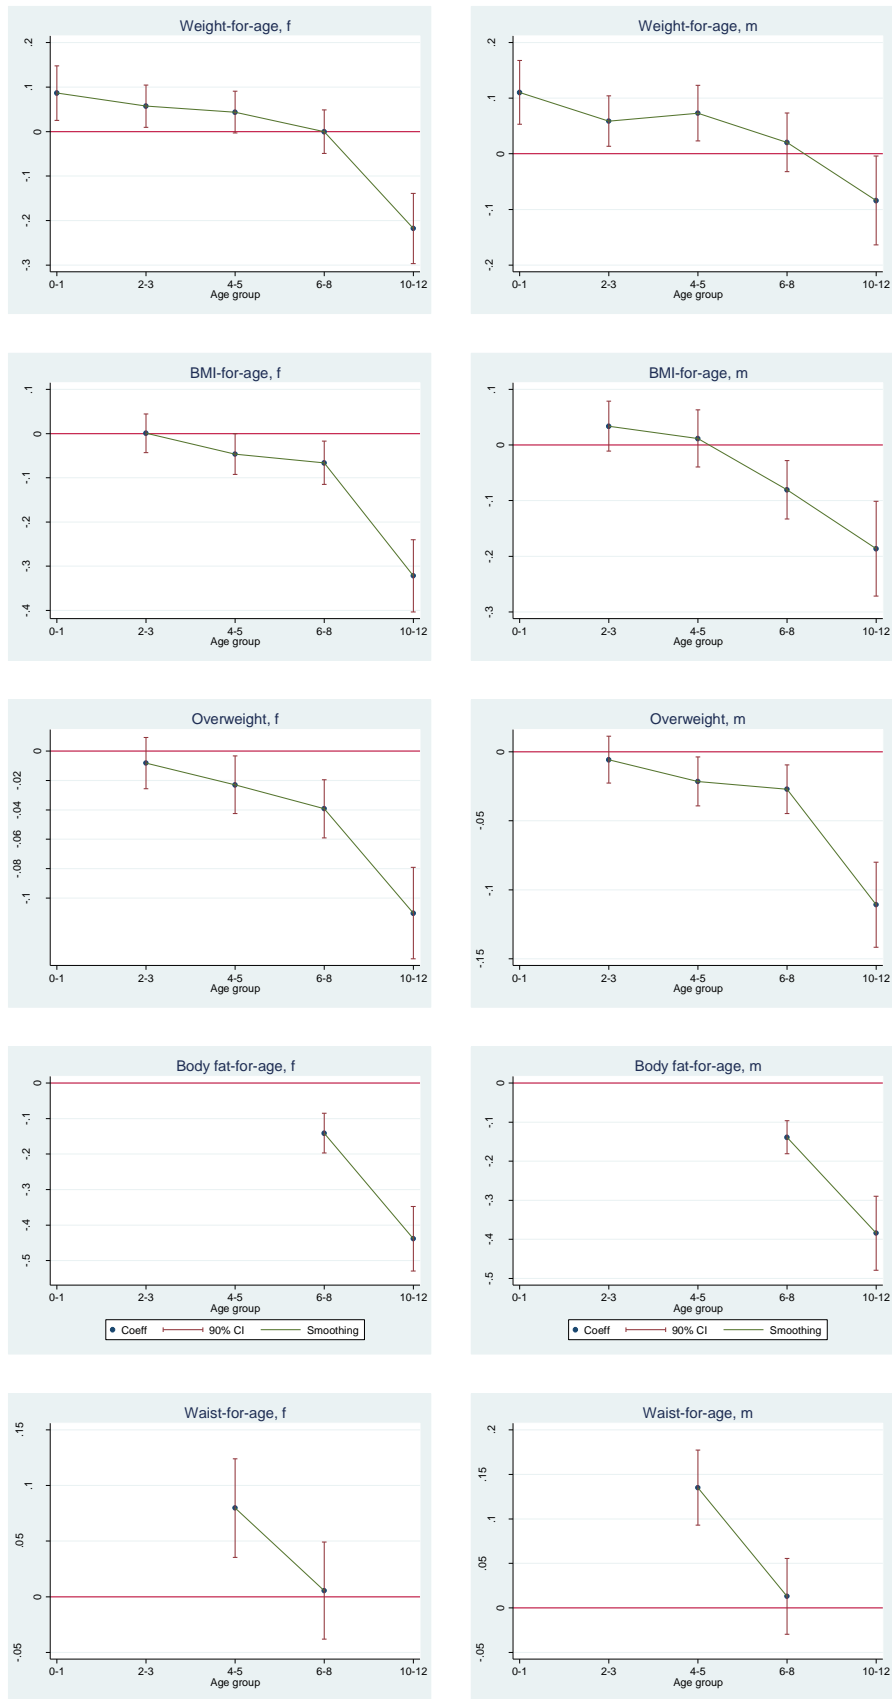 Weight-for-age, f
.2
.1
0
-.1
-.2
-.3
0-1 2-3 4-5 6-8 10-12
Age group
Weight-for-age, m
.2
.1
0
-.1
-.2
0-1 2-3 4-5 6-8 10-12
Age group
BMI-for-age, f
.1
0
-.1
-.2
-.3
-.4
0-1 2-3 4-5 6-8 10-12
Age group
BMI-for-age, m
.1
0
-.1
-.2
-.3
0-1 2-3 4-5 6-8 10-12
Age group
Overweight, f
0
-.02
-.04
-.06
-.08
-.1
0-1 2-3 4-5 6-8 10-12
Age group
Overweight, m
0
-.05
-.1
-.15
0-1 2-3 4-5 6-8 10-12
Age group
Body fat-for-age, f
0
-.1
-.2
-.3
-.4
-.5
0-1 2-3 4-5 6-8 10-12
Age group
Coeff 90% CI Smoothing
Body fat-for-age, m
0
-.1
-.2
-.3
-.4
-.5
0-1 2-3 4-5 6-8 10-12
Age group
Coeff 90% CI Smoothing
Waist-for-age, f
.15
.1
.05
0
-.05
0-1 2-3 4-5 6-8 10-12
Age group
Waist-for-age, m
.2
.15
.1
.05
0
-.05
0-1 2-3 4-5 6-8 10-12
Age group